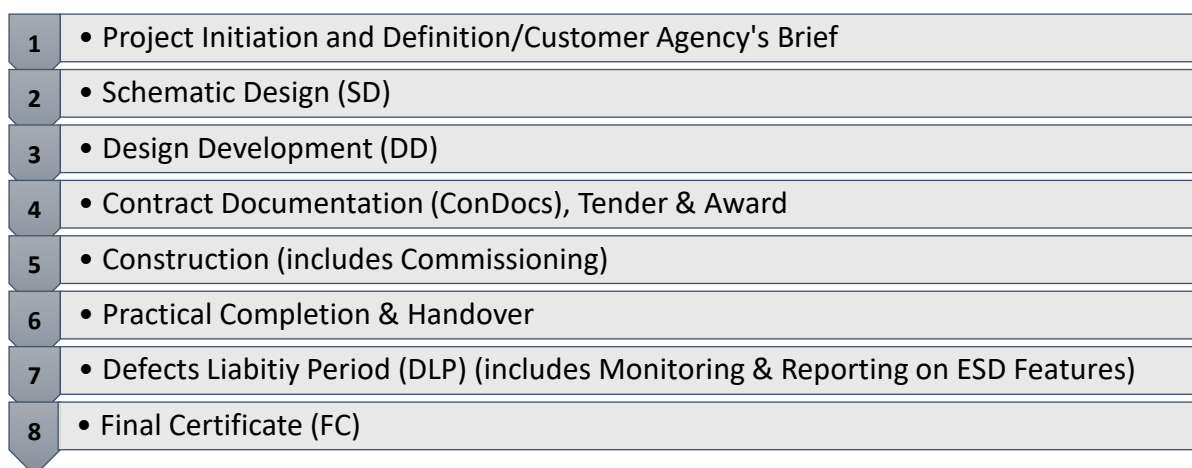 1 • Project Initiation and Definition/Customer Agency's Brief
2 • Schematic Design (SD)
3 • Design Development (DD)
4 • Contract Documentation (ConDocs), Tender & Award
5 • Construction (includes Commissioning)
6 • Practical Completion & Handover
7 • Defects Liabitiy Period (DLP) (includes Monitoring & Reporting on ESD Features)
8 • Final Certificate (FC)